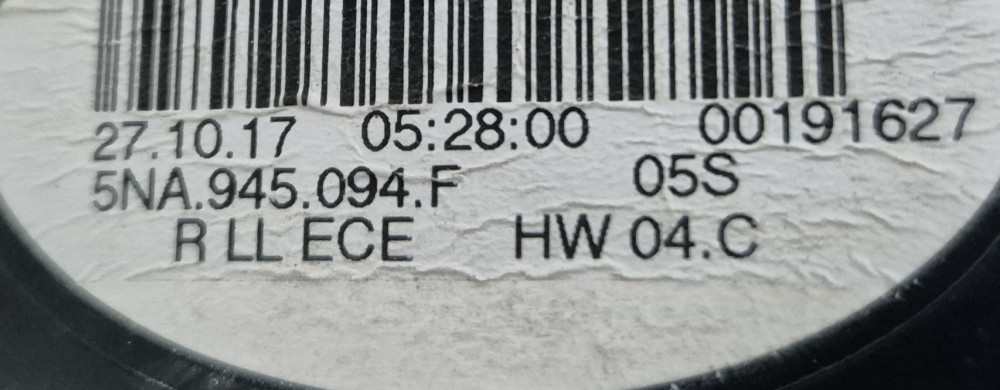 27.10.17 05:28:00 00191627
5NA.945.094.F 05S
R LL ECE HW 04.C